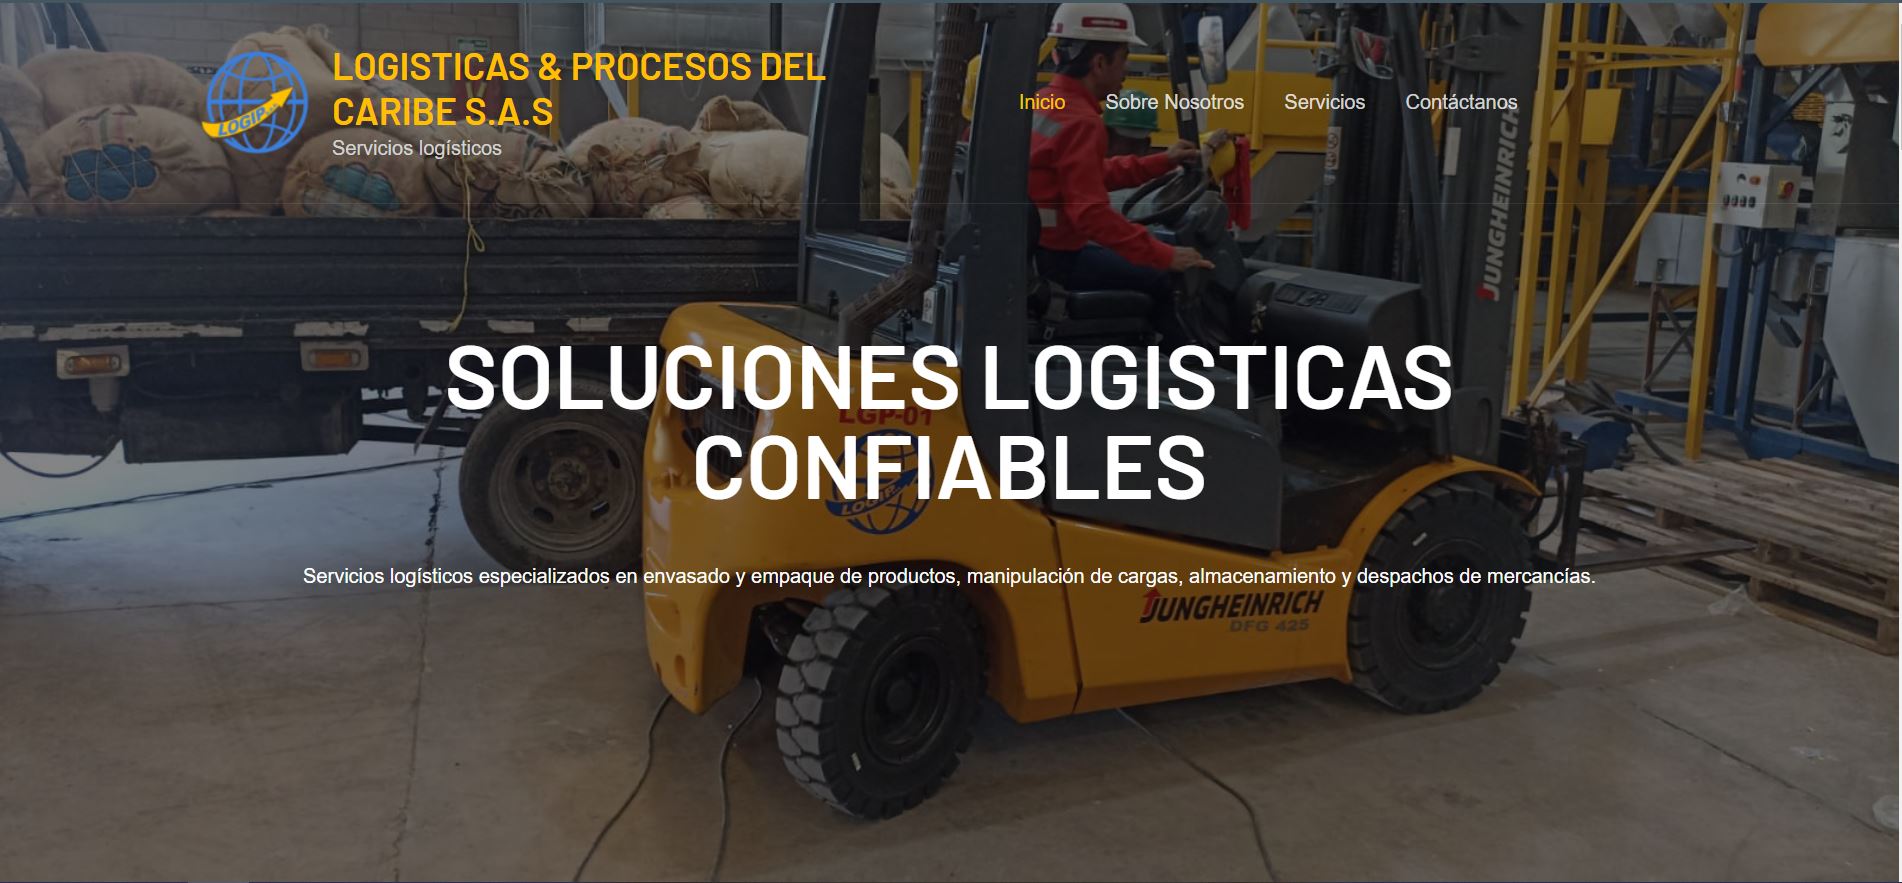 LOGISTICAS & PROCESOS DEL
CARIBE S.A.S
Servicios logísticos
LOGIP
Inicio Sobre Nosotros Servicios Contáctanos
JUNGHEINRICH
SOLUCIONES LOGISTICAS
LGP-01
CONFIABLES
Servicios logísticos especializados en envasado y empaque de productos, manipulación de cargas, almacenamiento y despachos de mercancías.
JUNGHEINRICH
DFG 425